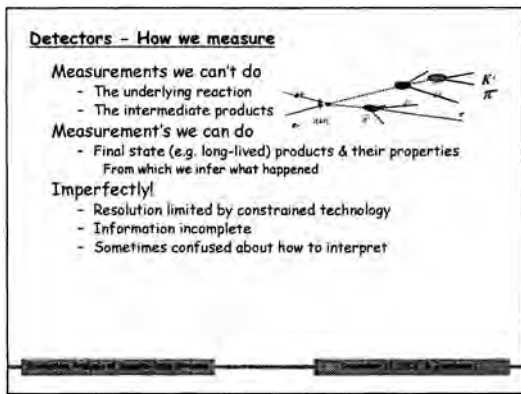 Detectors - How we measure
Measurements we can't do
- The underlying reaction
- The intermediate products
Measurement's we can do
- Final state (e.g. long-lived) products & their properties
From which we infer what happened
Imperfectly!
- Resolution limited by constrained technology
- Information incomplete
- Sometimes confused about how to interpret